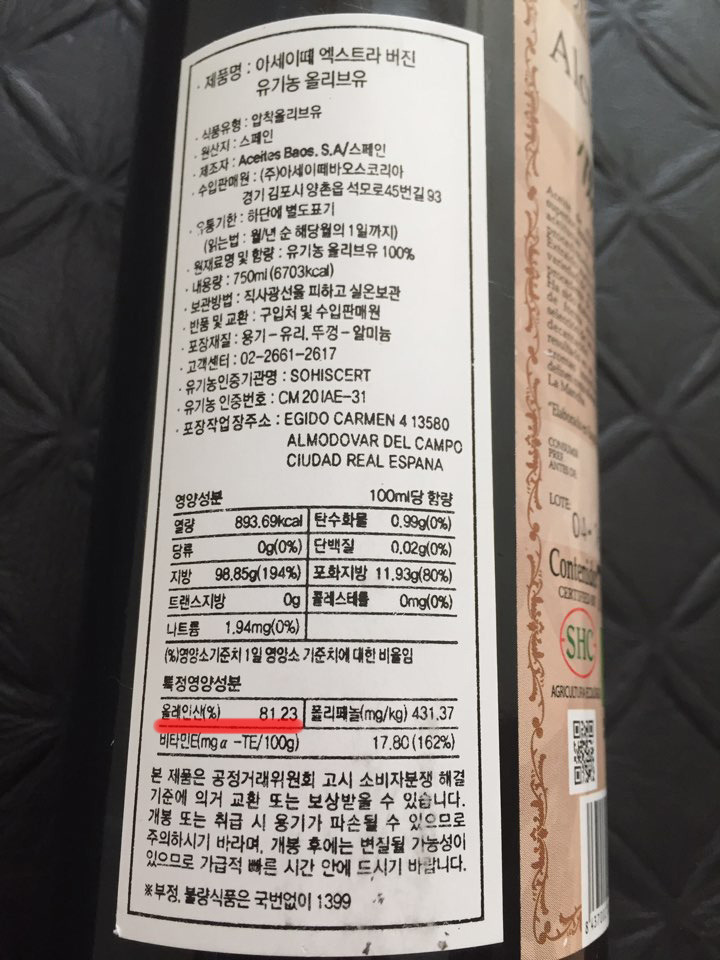 · 제품명 : 아세이떼 엑스트라 버진
유기농 올리브유
· 식품유형 : 압착올리브유
· 원산지 : 스페인
· 제조자 : Aceites Baos. S.A/스페인
· 수입판매원 : (주)아세이떼바오스코리아
경기 김포시 양촌읍 석모로45번길 93
· 유통기한 : 하단에 별도표기
(읽는법 : 월/년 순 해당월의 1일까지)
· 원재료명 및 함량 : 유기농 올리브유 100%
· 내용량 : 750ml (6703kcal)
· 보관방법 : 직사광선을 피하고 실온보관
· 반품 및 교환 : 구입처 및 수입판매원
· 포장재질 : 용기-유리, 뚜껑-알미늄
· 고객센터 : 02-2661-2617
· 유기농인증기관명 : SOHISCERT
· 유기농 인증번호 : CM 20 IAE-31
· 포장작업장주소 : EGIDO CARMEN 4 13580
ALMODOVAR DEL CAMPO
CIUDAD REAL ESPANA
영양성분 100ml당 함량
열량 893.69kcal 탄수화물 0.99g(0%)
당류 0g(0%) 단백질 0.02g(0%)
지방 98.85g(194%) 포화지방 11.93g(80%)
트랜스지방 0g 콜레스테롤 0mg(0%)
나트륨 1.94mg(0%)
(%)영양소기준치 1일 영양소 기준치에 대한 비율임
특정영양성분
올레인산(%) 81.23 폴리페놀(mg/kg) 431.37
비타민E(mg α -TE/100g) 17.80 (162%)
본 제품은 공정거래위원회 고시 소비자분쟁 해결
기준에 의거 교환 또는 보상받을 수 있습니다.
개봉 또는 취급 시 용기가 파손될 수 있으므로
주의하시기 바라며, 개봉 후에는 변질될 가능성이
있으므로 가급적 빠른 시간 안에 드시기 바랍니다.
※부정, 불량식품은 국번없이 1399
Aceite
La Mancha
CONSUMIR
PREF
ANTES DE
LOTE:
04-
Contenido
SHC